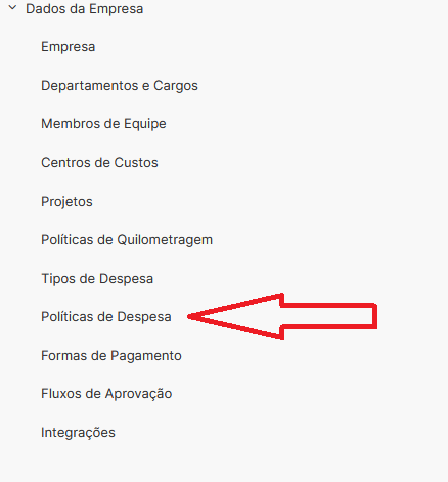 Dados da Empresa
Empresa
Departamentos e Cargos
Membros de Equipe
Centros de Custos
Projetos
Políticas de Quilometragem
Tipos de Despesa
Políticas de Despesa
Formas de Pagamento
Fluxos de Aprovação
Integrações